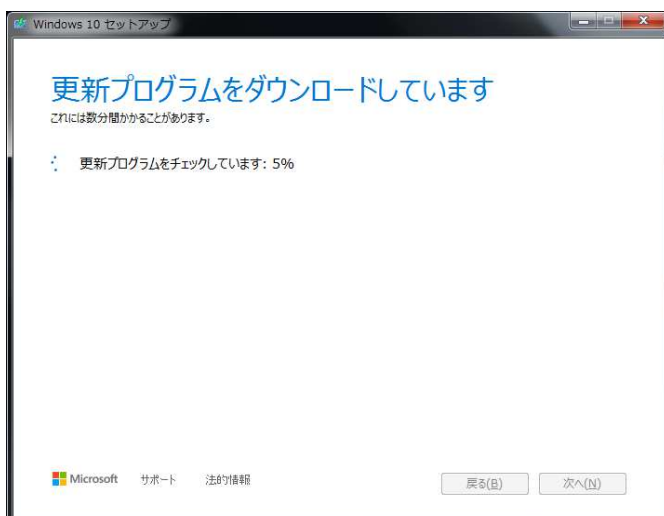 Windows 10 セットアップ
更新プログラムをダウンロードしています
これには数分間かかることがあります。
更新プログラムをチェックしています: 5%
Microsoft サポート 法的情報 戻る(B) 次へ(N)